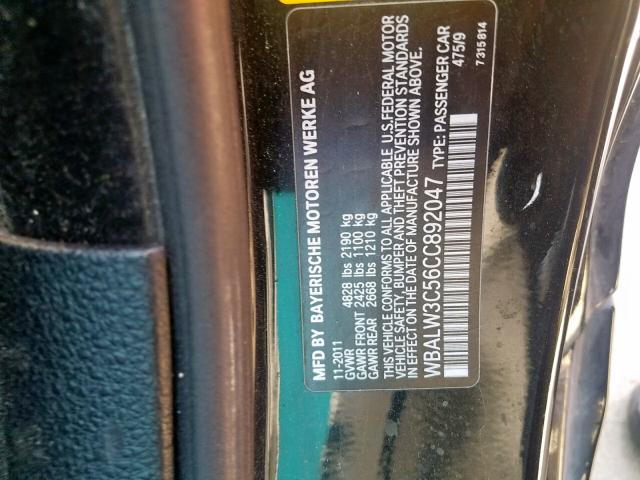 MFD BY BAYERISCHE MOTOREN WERKE AG
11-2011
GVWR 4828 lbs 2190 kg
GAWR FRONT 2425 lbs 1100 kg
GAWR REAR 2668 lbs 1210 kg
THIS VEHICLE CONFORMS TO ALL APPLICABLE U.S.FEDERAL MOTOR
VEHICLE SAFETY, BUMPER AND THEFT PREVENTION STANDARDS
IN EFFECT ON THE DATE OF MANUFACTURE SHOWN ABOVE.
WBALW3C56CC892047 TYPE: PASSENGER CAR
475/9
7 315 814